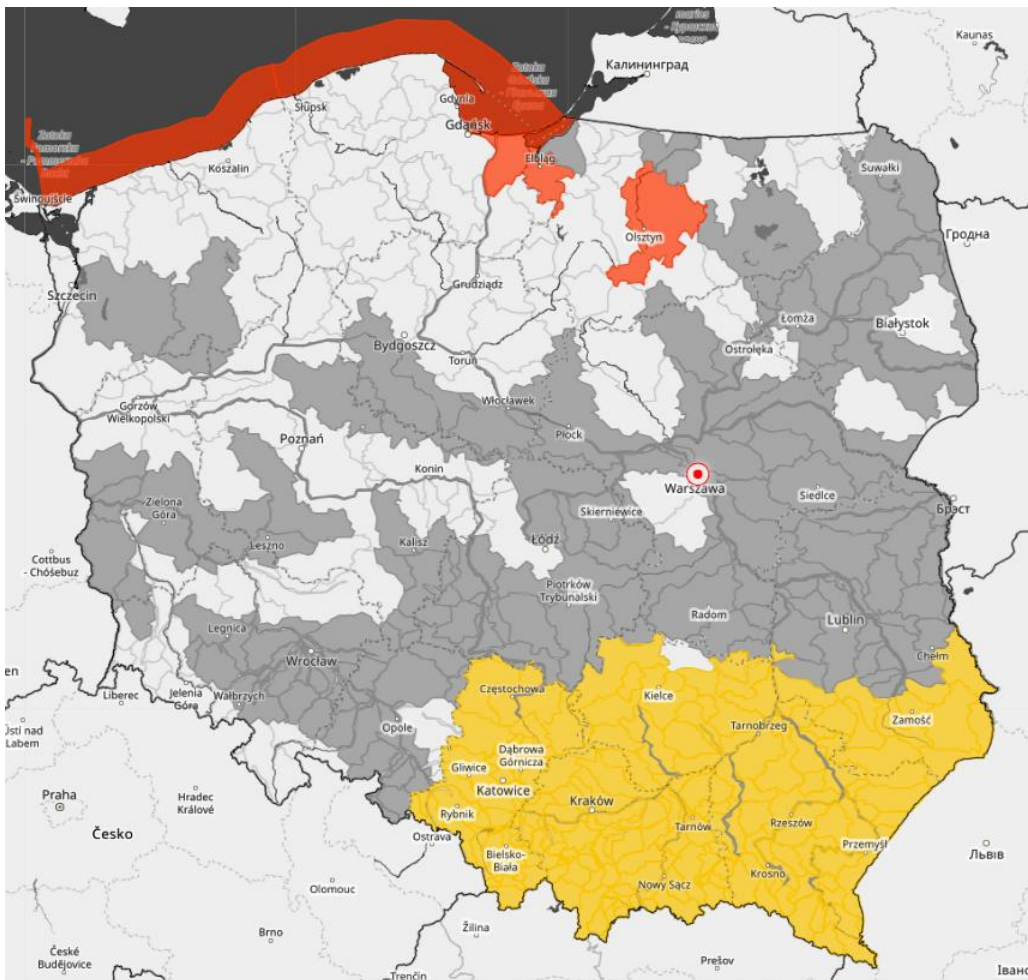 Kaunas
Калининград
Słupsk
Gdynia
Gdańsk
Elbląg
Koszalin
Suwałki
Świnoujście
Гродна
Olsztyn
Szczecin
Grudziądz
Łomża
Białystok
Bydgoszcz
Ostrołęka
Toruń
Włocławek
Gorzów
Wielkopolski
Płock
Poznań
Konin
Warszawa
Siedlce
Брэст
Zielona
Góra
Skierniewice
Leszno
Kalisz
Łódź
Cottbus
- Chóśebuz
Piotrków
Trybunalski
Radom
Lublin
Legnica
Wrocław
Chełm
Liberec
Jelenia
Góra
Wałbrzych
Częstochowa
Kielce
Zamość
Ústí nad
Labem
Opole
Tarnobrzeg
Dąbrowa
Górnicza
Gliwice
Katowice
Praha
Hradec
Králové
Kraków
Rybnik
Tarnów
Rzeszów
Česko
Ostrava
Przemyśl
Bielsko-
Biała
Львів
Krosno
Nowy Sącz
Olomouc
Brno
Žilina
České
Budějovice
Prešov
Trenčín